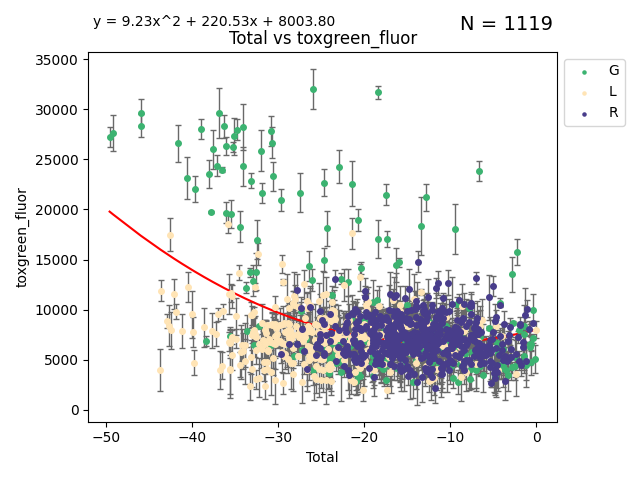 y = 9.23x^2 + 220.53x + 8003.80
N = 1119
Total vs toxgreen_fluor
35000
30000
25000
20000
15000
10000
5000
0
toxgreen_fluor
−50
−40
−30
−20
−10
0
Total
G
L
R